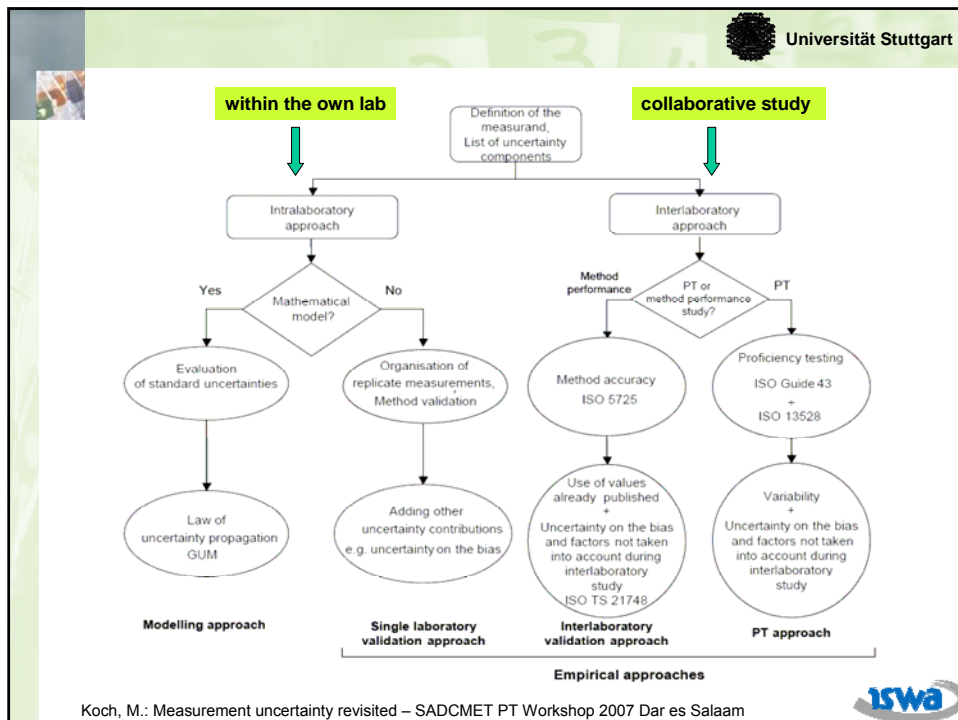 Universität Stuttgart
within the own lab
collaborative study
Definition of the
measurand,
List of uncertainty
components
Intralaboratory
approach
Interlaboratory
approach
Yes
Mathematical
model?
No
Method
performance
PT or
method performance
study?
PT
Evaluation
of standard uncertainties
Organisation of
replicate measurements,
Method validation
Method accuracy
ISO 5725
Proficiency testing
ISO Guide 43
+
ISO 13528
Law of
uncertainty propagation
GUM
Adding other
uncertainty contributions
e.g. uncertainty on the bias
Use of values
already published
+
Uncertainty on the bias
and factors not taken
into account during
interlaboratory
study
ISO TS 21748
Variability
+
Uncertainty on the bias
and factors not taken
into account during
interlaboratory
study
Modelling approach
Single laboratory
validation approach
Interlaboratory
validation approach
PT approach
Empirical approaches
Koch, M.: Measurement uncertainty revisited – SADCMET PT Workshop 2007 Dar es Salaam
ISWA